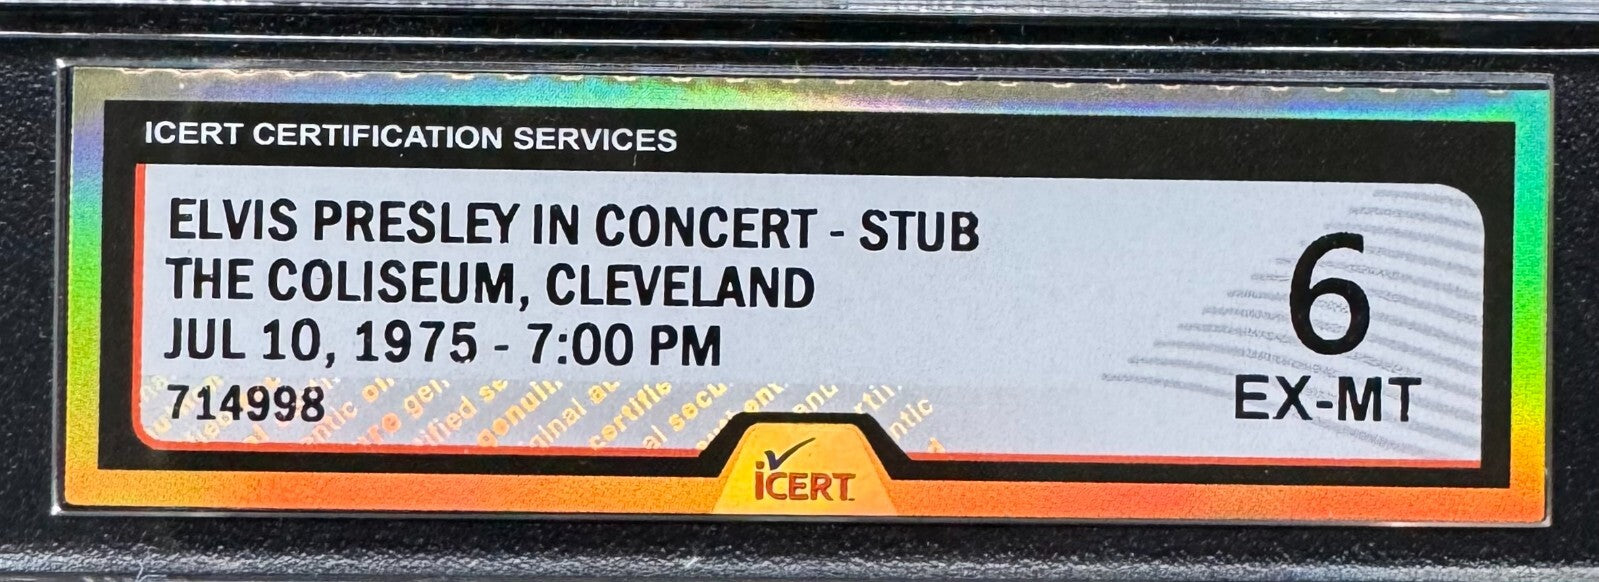 ICERT CERTIFICATION SERVICES
ELVIS PRESLEY IN CONCERT - STUB
THE COLISEUM, CLEVELAND
JUL 10, 1975 - 7:00 PM
714998
6
EX-MT
iCERT